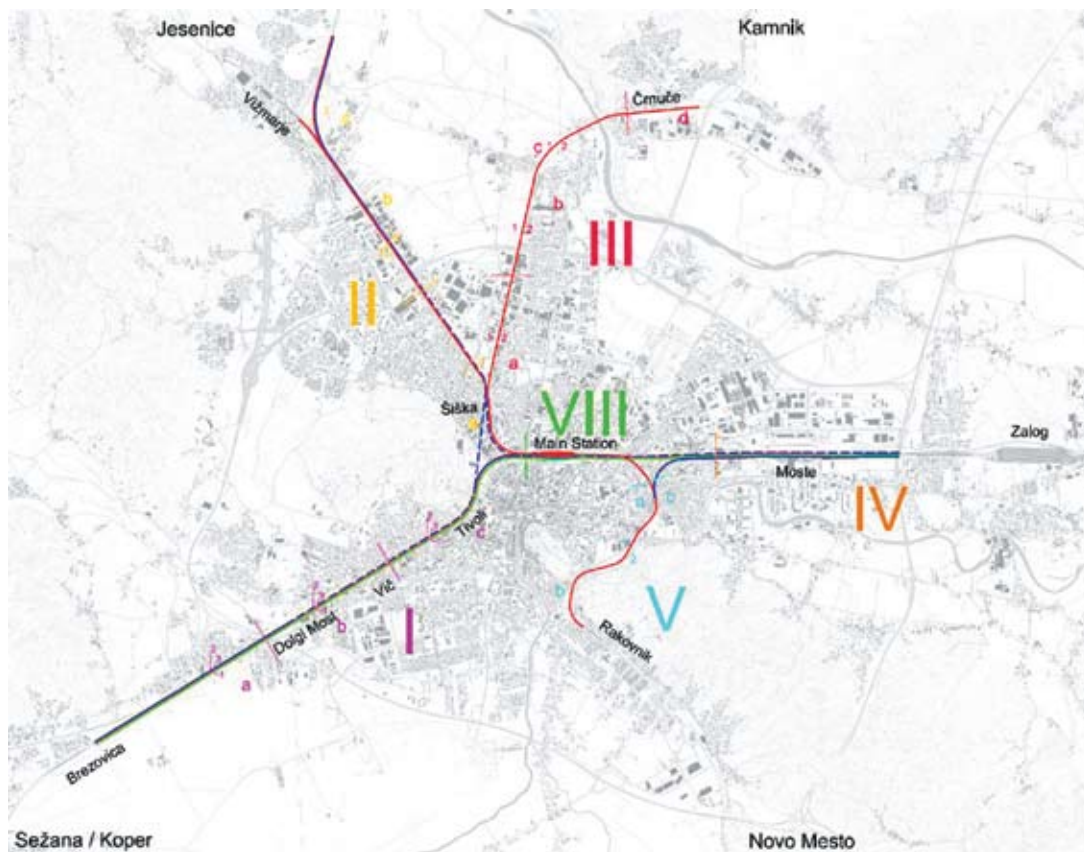 Jesenice
Kamnik
Vižmarje
Črnuče
d
c
b
b
III
II
a
Šiška
VIII
Main Station
Zalog
Moste
IV
Tivoli
c
a
b
Vič
V
b
I
b
Dolgi Most
Rakovnik
a
Brezovica
Sežana / Koper
Novo Mesto